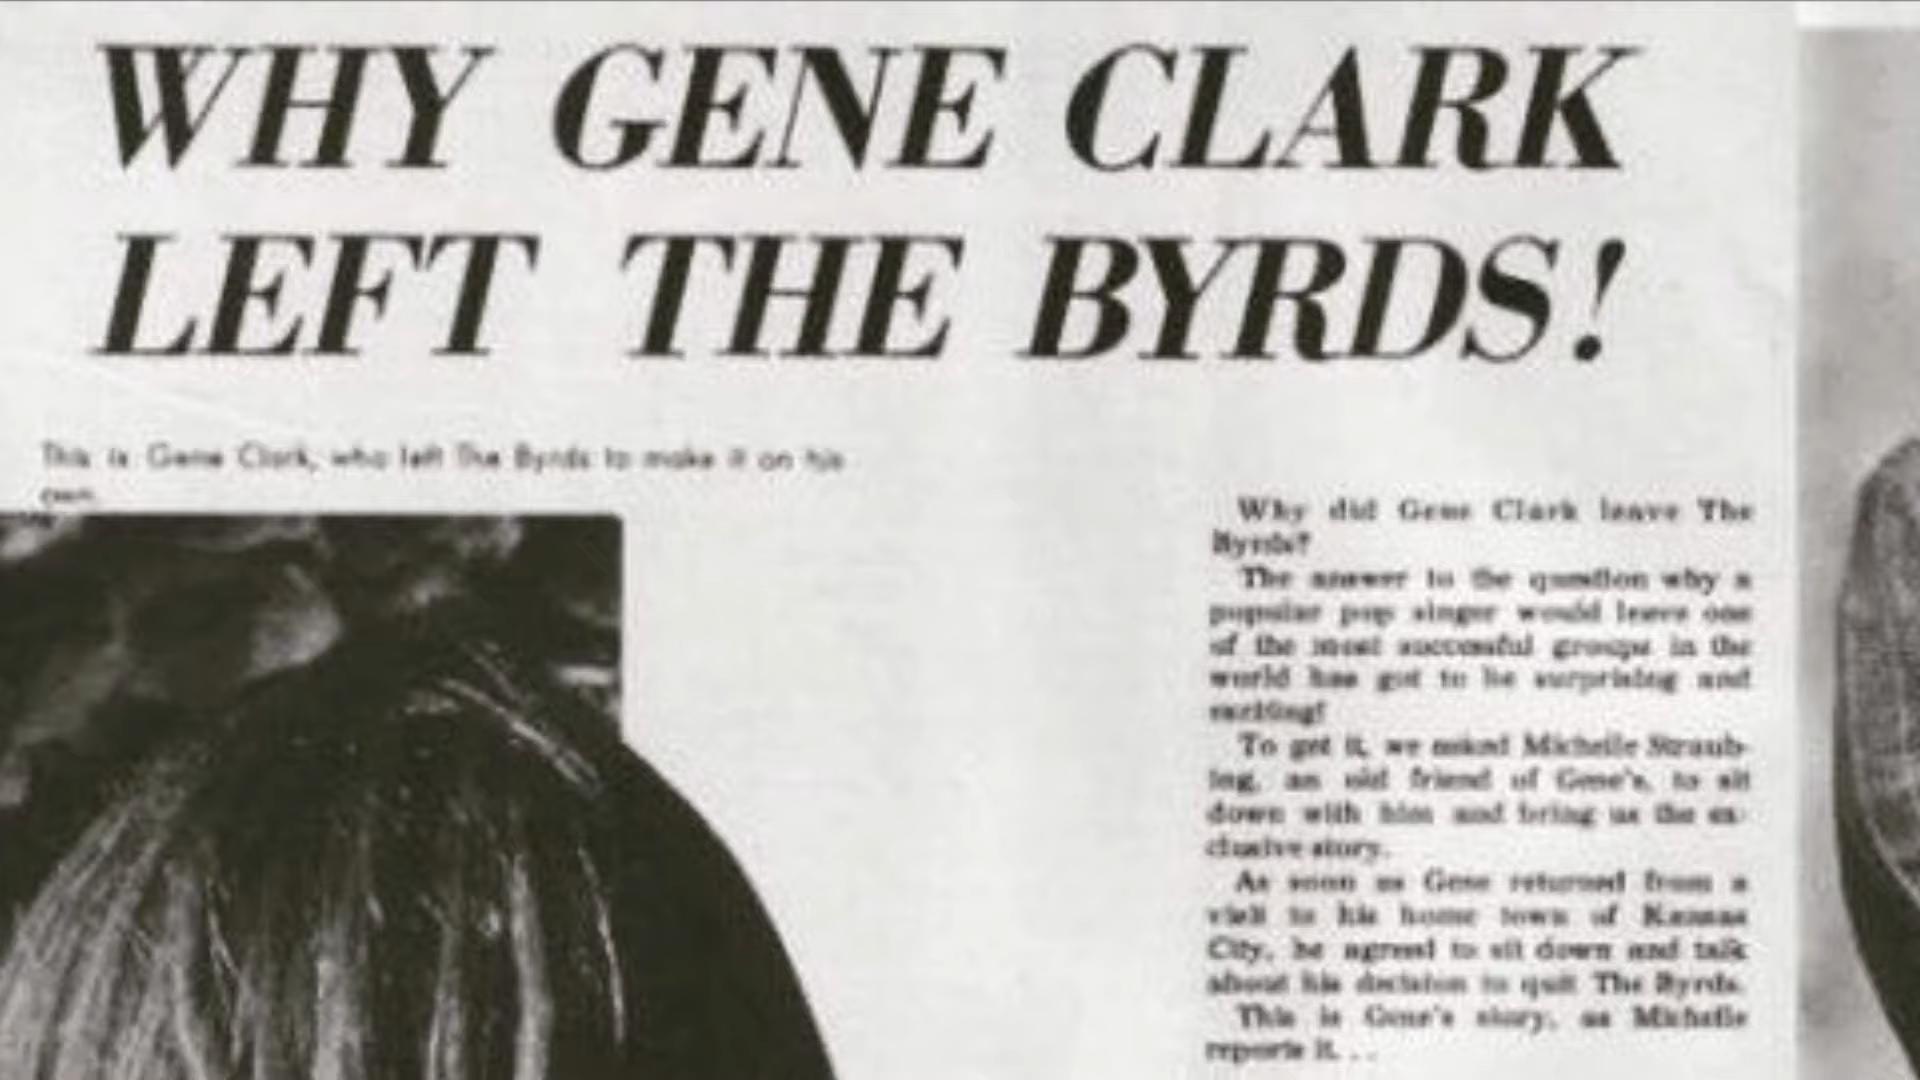 WHY GENE CLARK
LEFT THE BYRDS!
This is Gene Clark, who left The Byrds to make it on his
own.
Why did Gene Clark leave The
Byrds?
The answer to the question why a
popular pop singer would leave one
of the most successful groups in the
world has got to be surprising and
exciting!
To get it, we asked Michelle Straub-
ing, an old friend of Gene's, to sit
down with him and bring us the ex-
clusive story.
As soon as Gene returned from a
visit to his home town of Kansas
City, he agreed to sit down and talk
about his decision to quit The Byrds.
This is Gene's story, as Michelle
reports it. . .